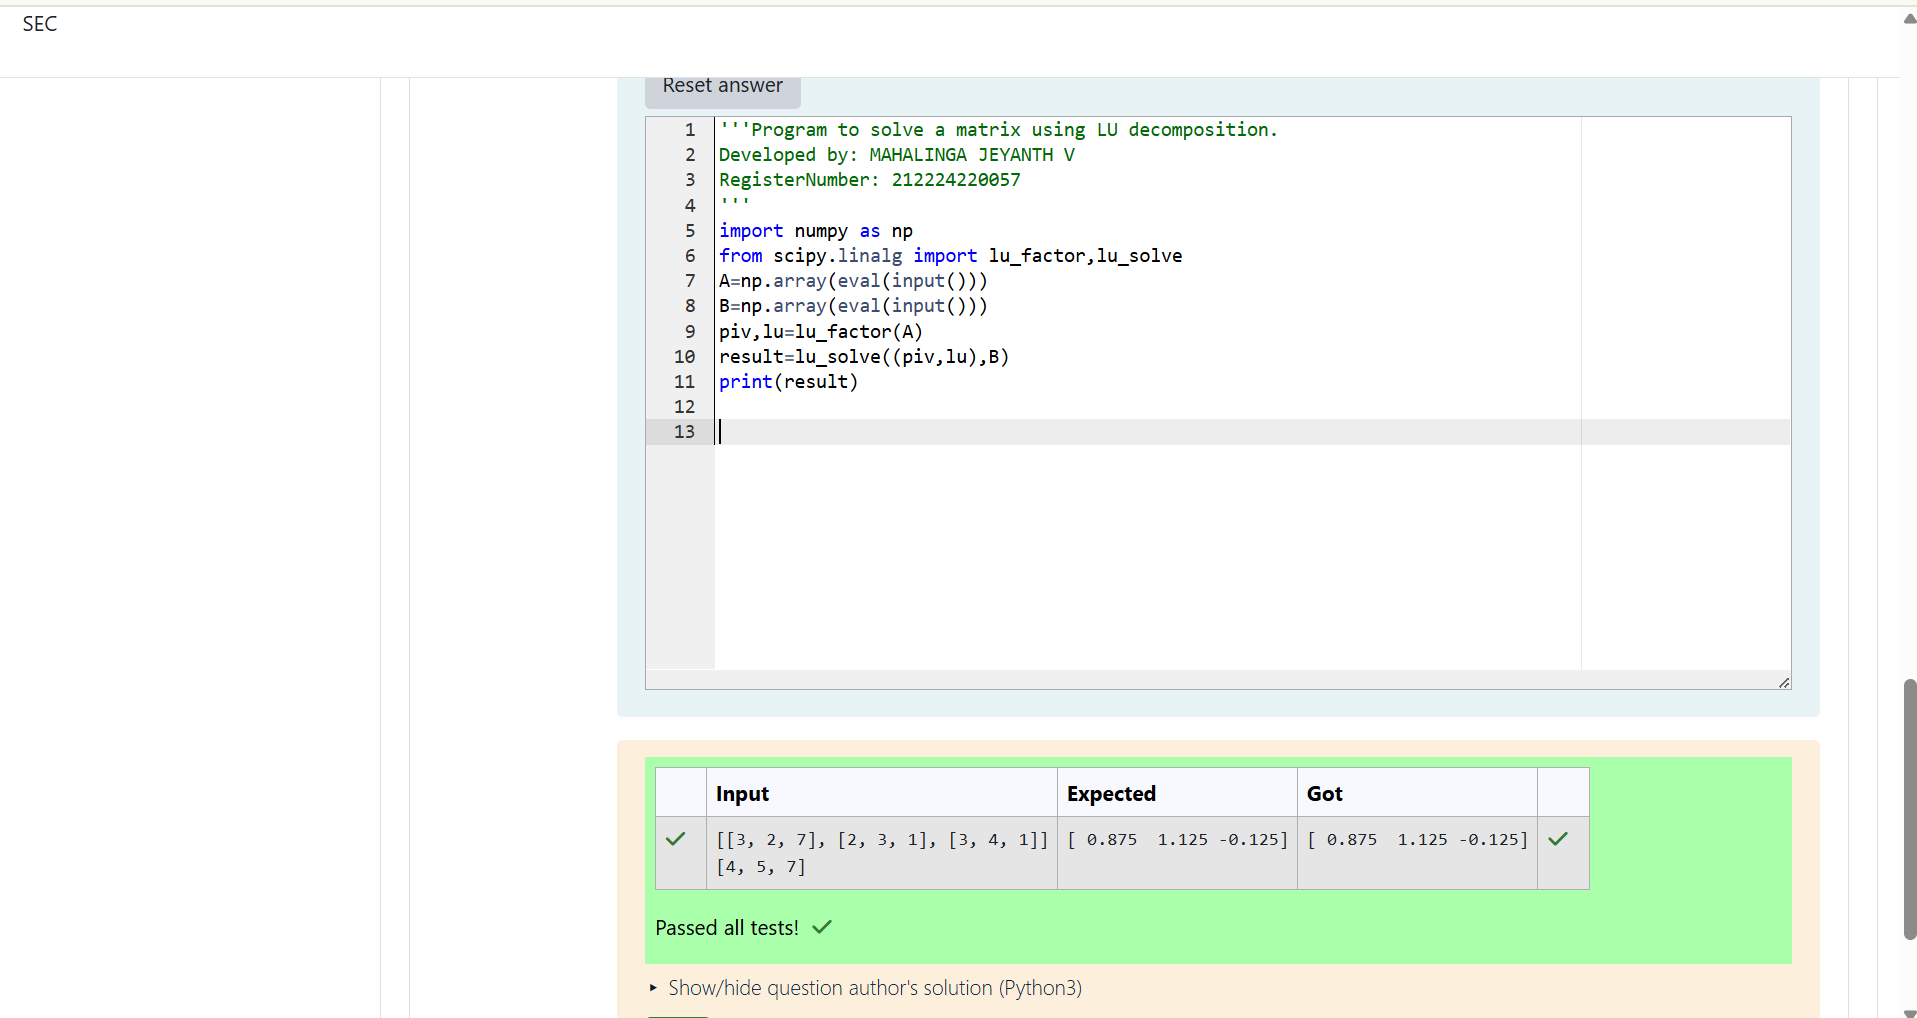 SEC
Reset answer
1 '''Program to solve a matrix using LU decomposition.
2 Developed by: MAHALINGA JEYANTH V
3 RegisterNumber: 212224220057
4 '''
5 import numpy as np
6 from scipy.linalg import lu_factor,lu_solve
7 A=np.array(eval(input()))
8 B=np.array(eval(input()))
9 piv,lu=lu_factor(A)
10 result=lu_solve((piv,lu),B)
11 print(result)
12
13
Input Expected Got
[[3, 2, 7], [2, 3, 1], [3, 4, 1]] [ 0.875  1.125 -0.125] [ 0.875  1.125 -0.125]
[4, 5, 7]
Passed all tests!
Show/hide question author's solution (Python3)